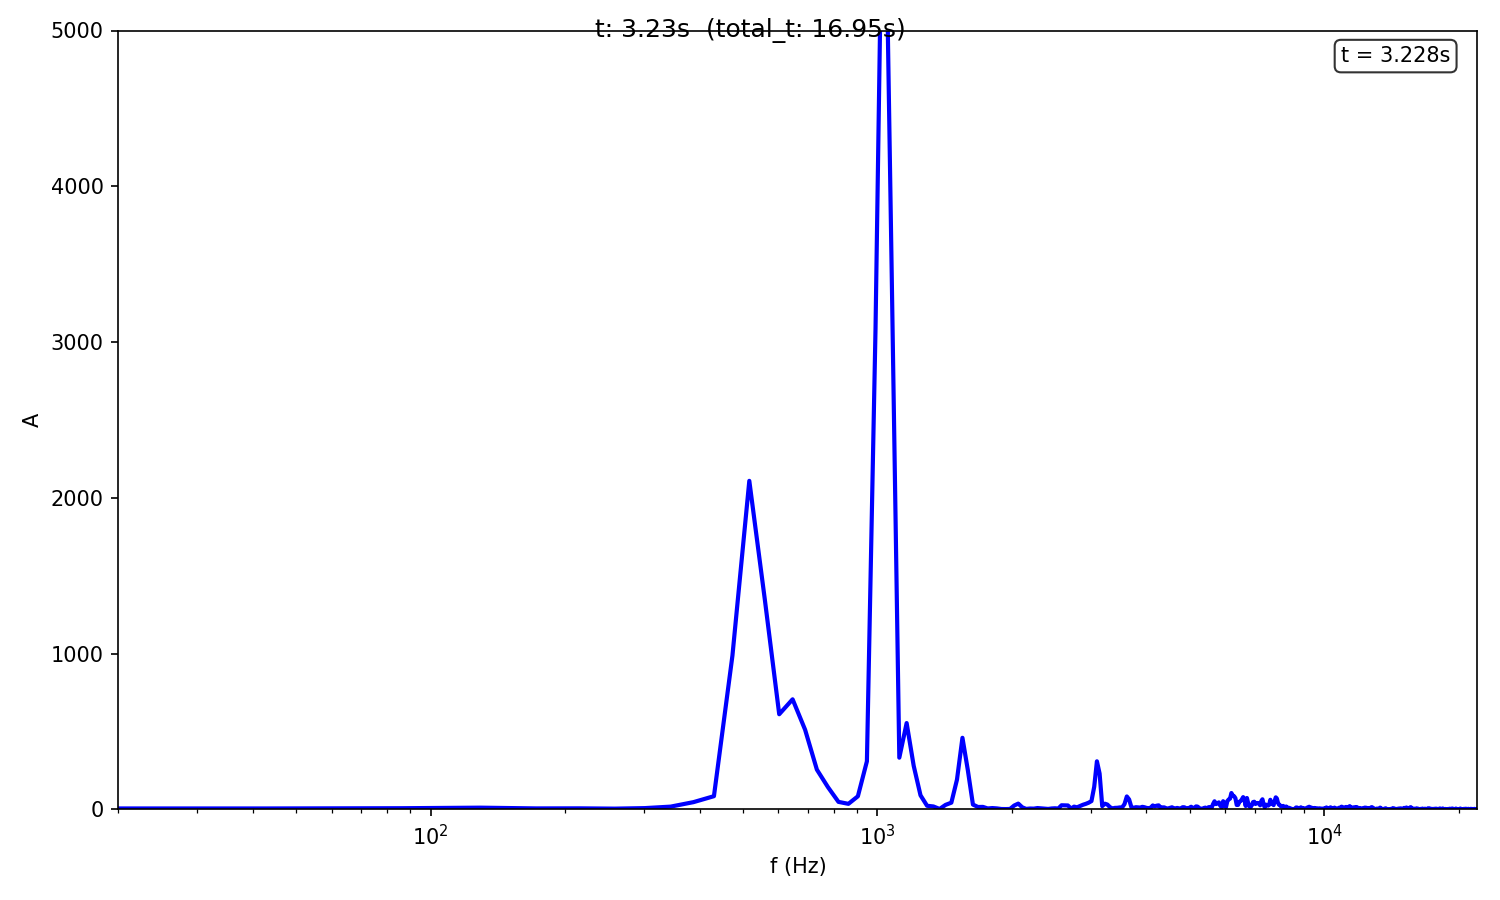 t: 3.23s (total_t: 16.95s)
t = 3.228s
5000
4000
3000
2000
1000
0
A
10²
10³
10⁴
f (Hz)